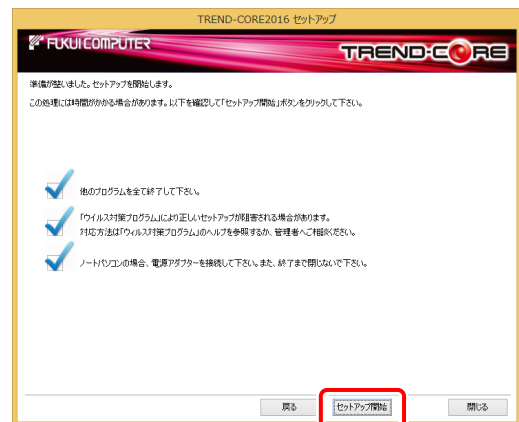 TREND-CORE2016 セットアップ
FUKUI COMPUTER
TREND-CORE
準備が整いました。セットアップを開始します。
この処理には時間がかかる場合があります。以下を確認して「セットアップ開始」ボタンをクリックして下さい。
他のプログラムを全て終了して下さい。
「ウイルス対策プログラム」により正しいセットアップが阻害される場合があります。
対応方法は「ウィルス対策プログラム」のヘルプを参照するか、管理者へご相談ください。
ノートパソコンの場合、電源アダプターを接続して下さい。また、終了まで閉じないで下さい。
戻る セットアップ開始 閉じる